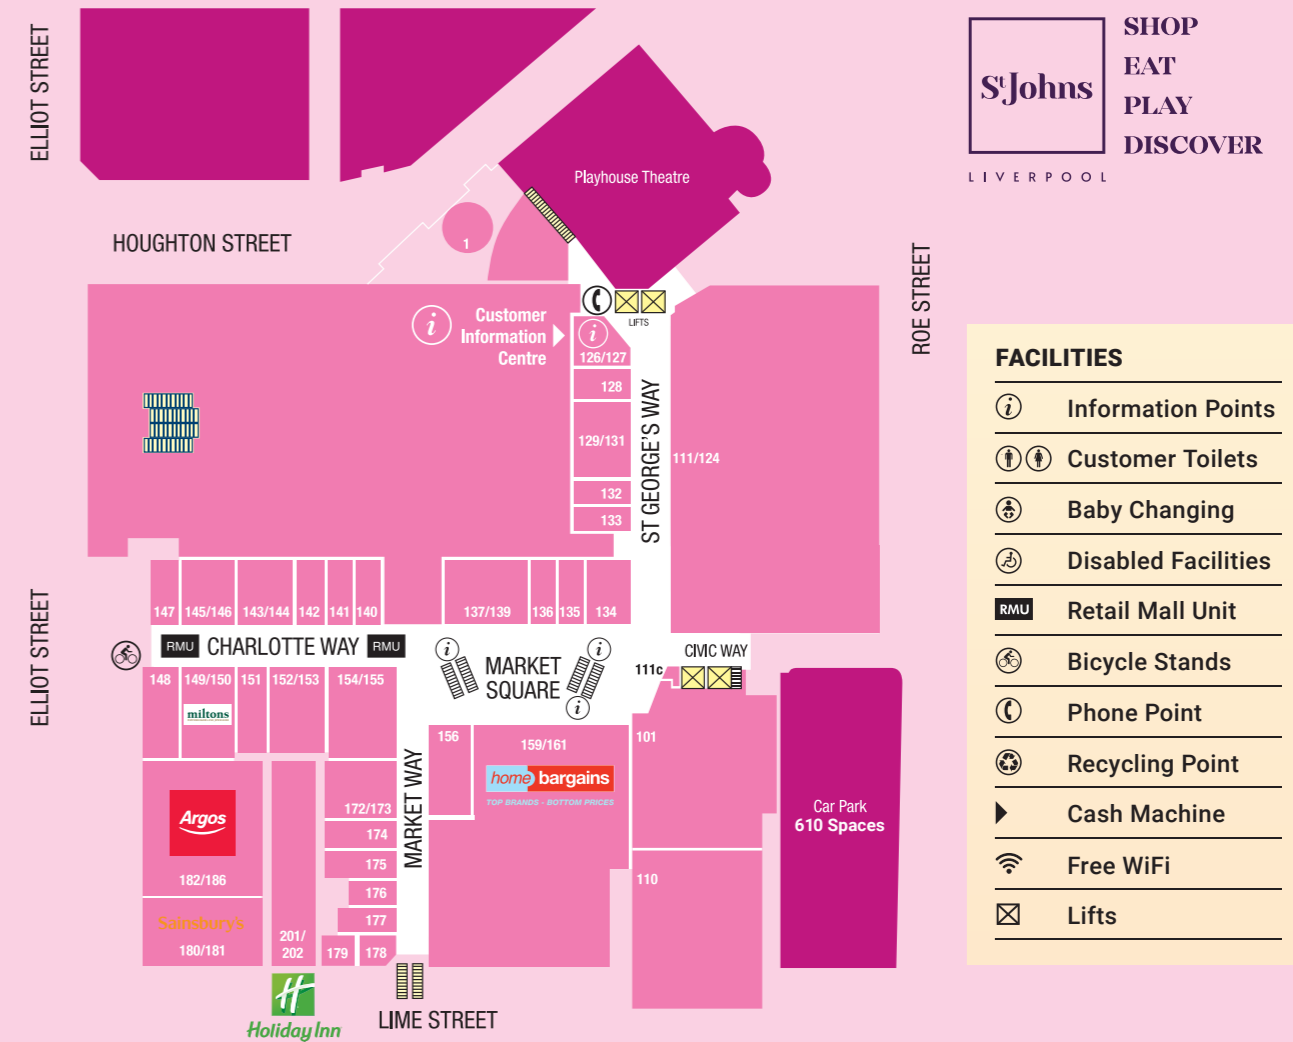 ELLIOT STREET
HOUGHTON STREET
Playhouse Theatre
1
St Johns
LIVERPOOL
SHOP
EAT
PLAY
DISCOVER
ROE STREET
Customer
Information
Centre
i
i
LIFTS
126/127
128
129/131
132
133
ST GEORGE'S WAY
111/124
147
145/146
143/144
142
141
140
137/139
136
135
134
ELLIOT STREET
RMU
CHARLOTTE WAY
RMU
i
MARKET
SQUARE
i
i
CIVIC WAY
111c
148
149/150
miltons
151
152/153
154/155
MARKET WAY
156
159/161
home bargains
TOP BRANDS - BOTTOM PRICES
101
110
Car Park
610 Spaces
Argos
182/186
Sainsbury's
180/181
201/
202
172/173
174
175
176
177
179
178
Holiday Inn
LIME STREET
FACILITIES
i Information Points
Customer Toilets
Baby Changing
Disabled Facilities
RMU Retail Mall Unit
Bicycle Stands
Phone Point
Recycling Point
Cash Machine
Free WiFi
Lifts